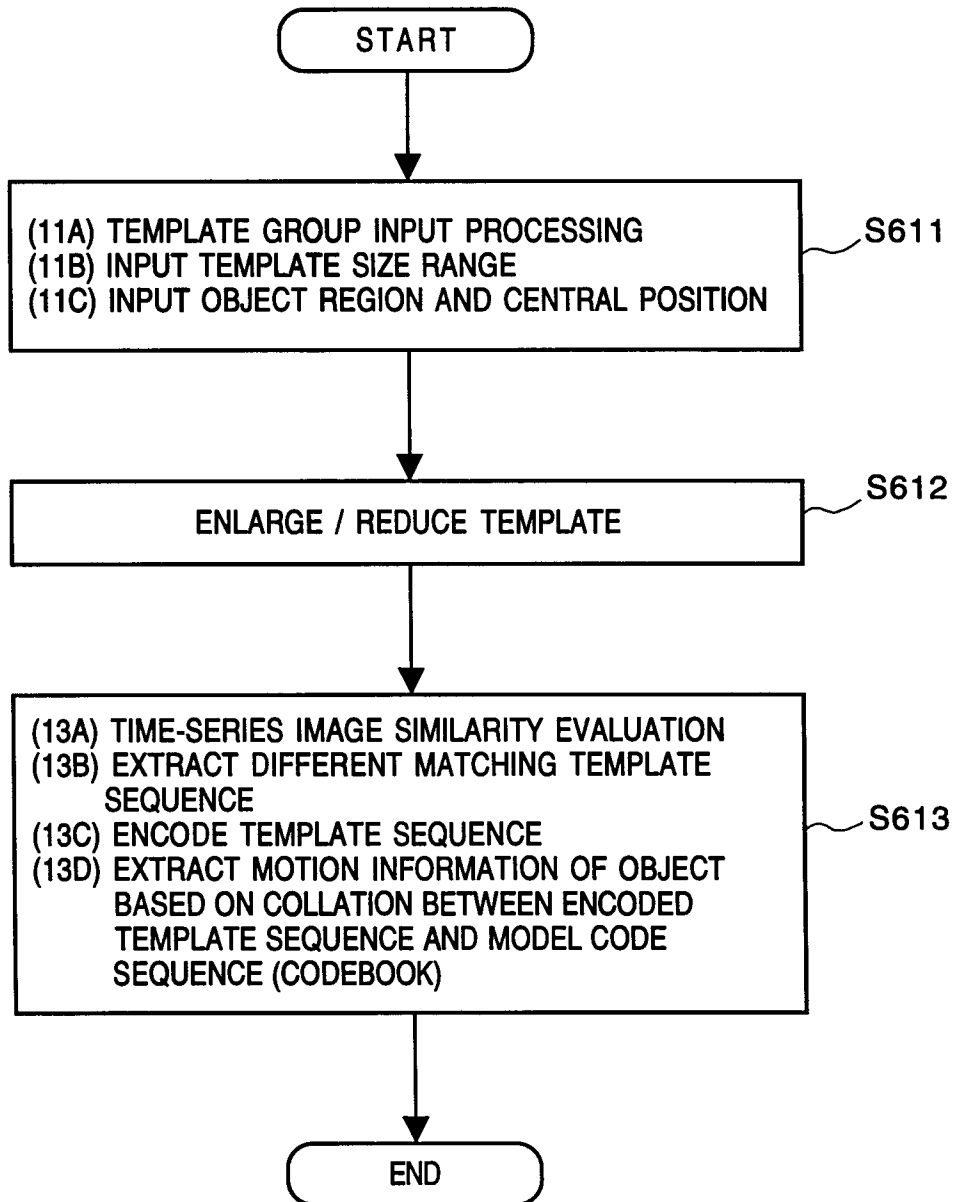 START
(11A) TEMPLATE GROUP INPUT PROCESSING
(11B) INPUT TEMPLATE SIZE RANGE
(11C) INPUT OBJECT REGION AND CENTRAL POSITION
S611
S612
ENLARGE / REDUCE TEMPLATE
(13A) TIME-SERIES IMAGE SIMILARITY EVALUATION
(13B) EXTRACT DIFFERENT MATCHING TEMPLATE
SEQUENCE
(13C) ENCODE TEMPLATE SEQUENCE
(13D) EXTRACT MOTION INFORMATION OF OBJECT
BASED ON COLLATION BETWEEN ENCODED
TEMPLATE SEQUENCE AND MODEL CODE
SEQUENCE (CODEBOOK)
S613
END